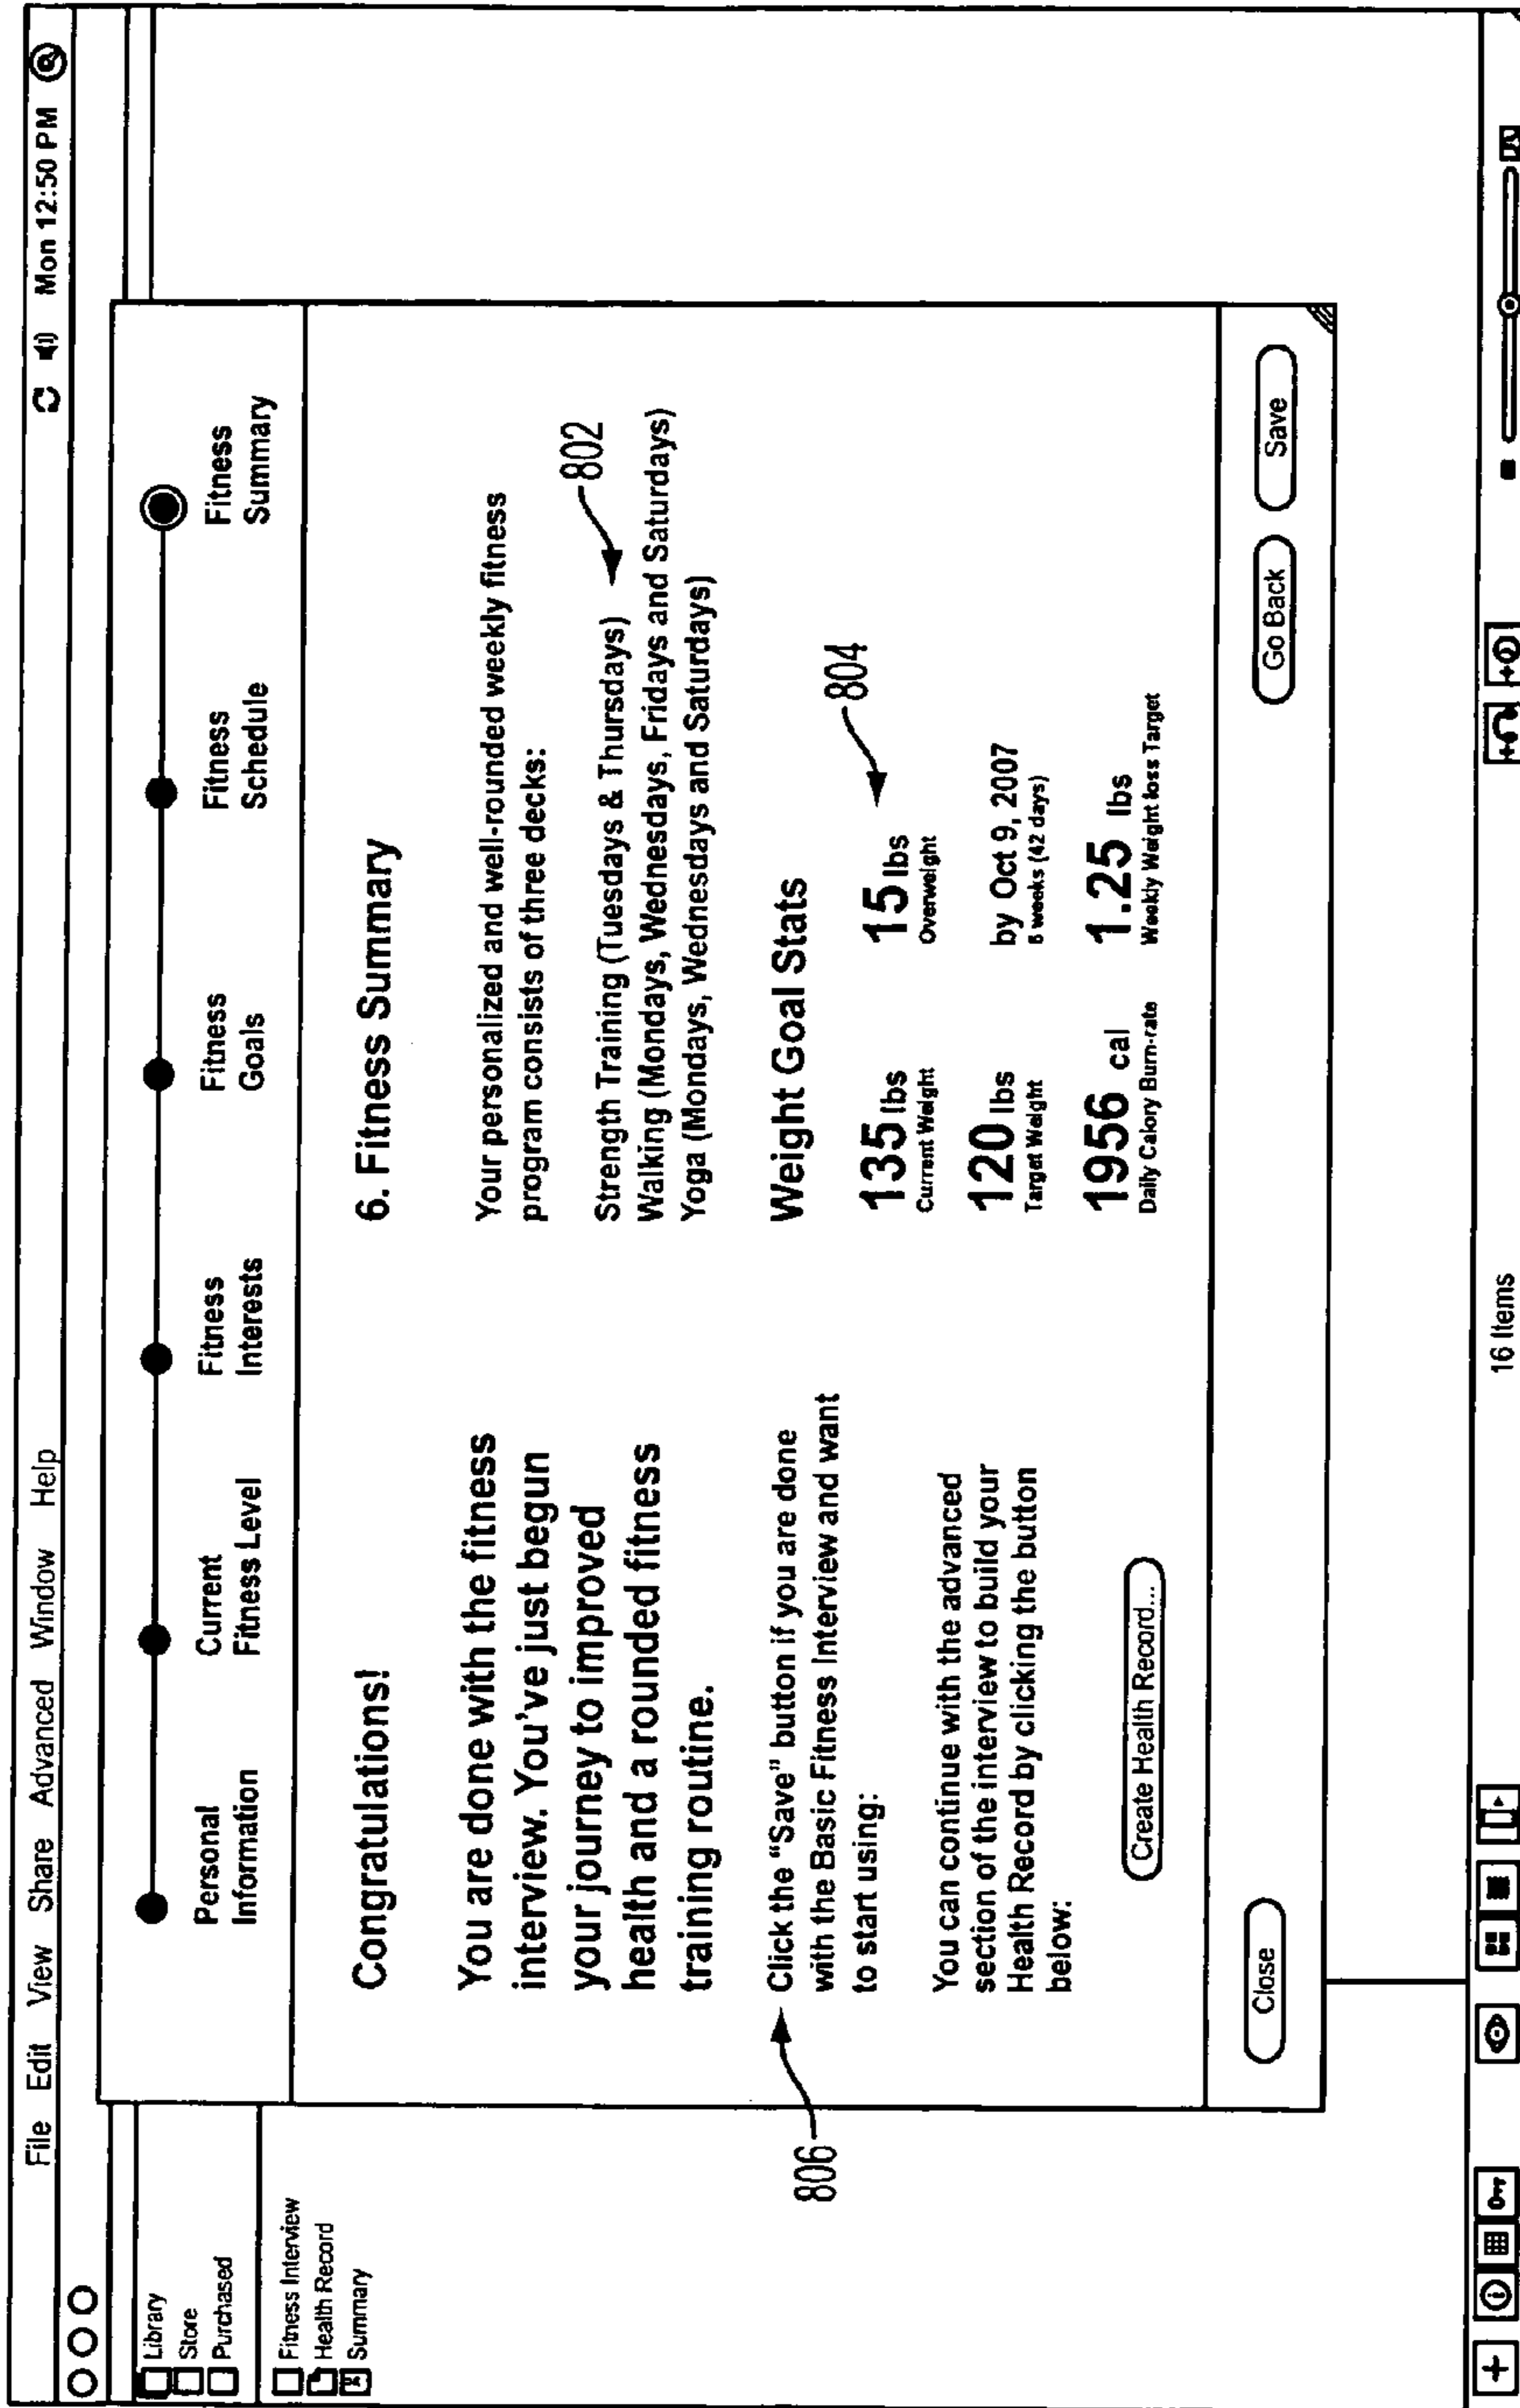 File Edit View Share Advanced Window Help
Mon 12:50 PM
Library
Store
Purchased
Fitness Interview
Health Record
Summary
Personal
Information
Current
Fitness Level
Fitness
Interests
Fitness
Goals
Fitness
Schedule
Fitness
Summary
Congratulations!
You are done with the fitness
interview. You've just begun
your journey to improved
health and a rounded fitness
training routine.
806
Click the “Save” button if you are done
with the Basic Fitness Interview and want
to start using:
You can continue with the advanced
section of the interview to build your
Health Record by clicking the button
below:
Create Health Record...
6. Fitness Summary
Your personalized and well-rounded weekly fitness
program consists of three decks:
802
Strength Training (Tuesdays & Thursdays)
Walking (Mondays, Wednesdays, Fridays and Saturdays)
Yoga (Mondays, Wednesdays and Saturdays)
Weight Goal Stats
804
135 lbs
Current Weight
15 lbs
Overweight
120 lbs
Target Weight
by Oct 9, 2007
6 weeks (42 days)
1956 cal
Daily Calory Burn-rate
1.25 lbs
Weekly Weight loss Target
Close
Go Back
Save
16 Items